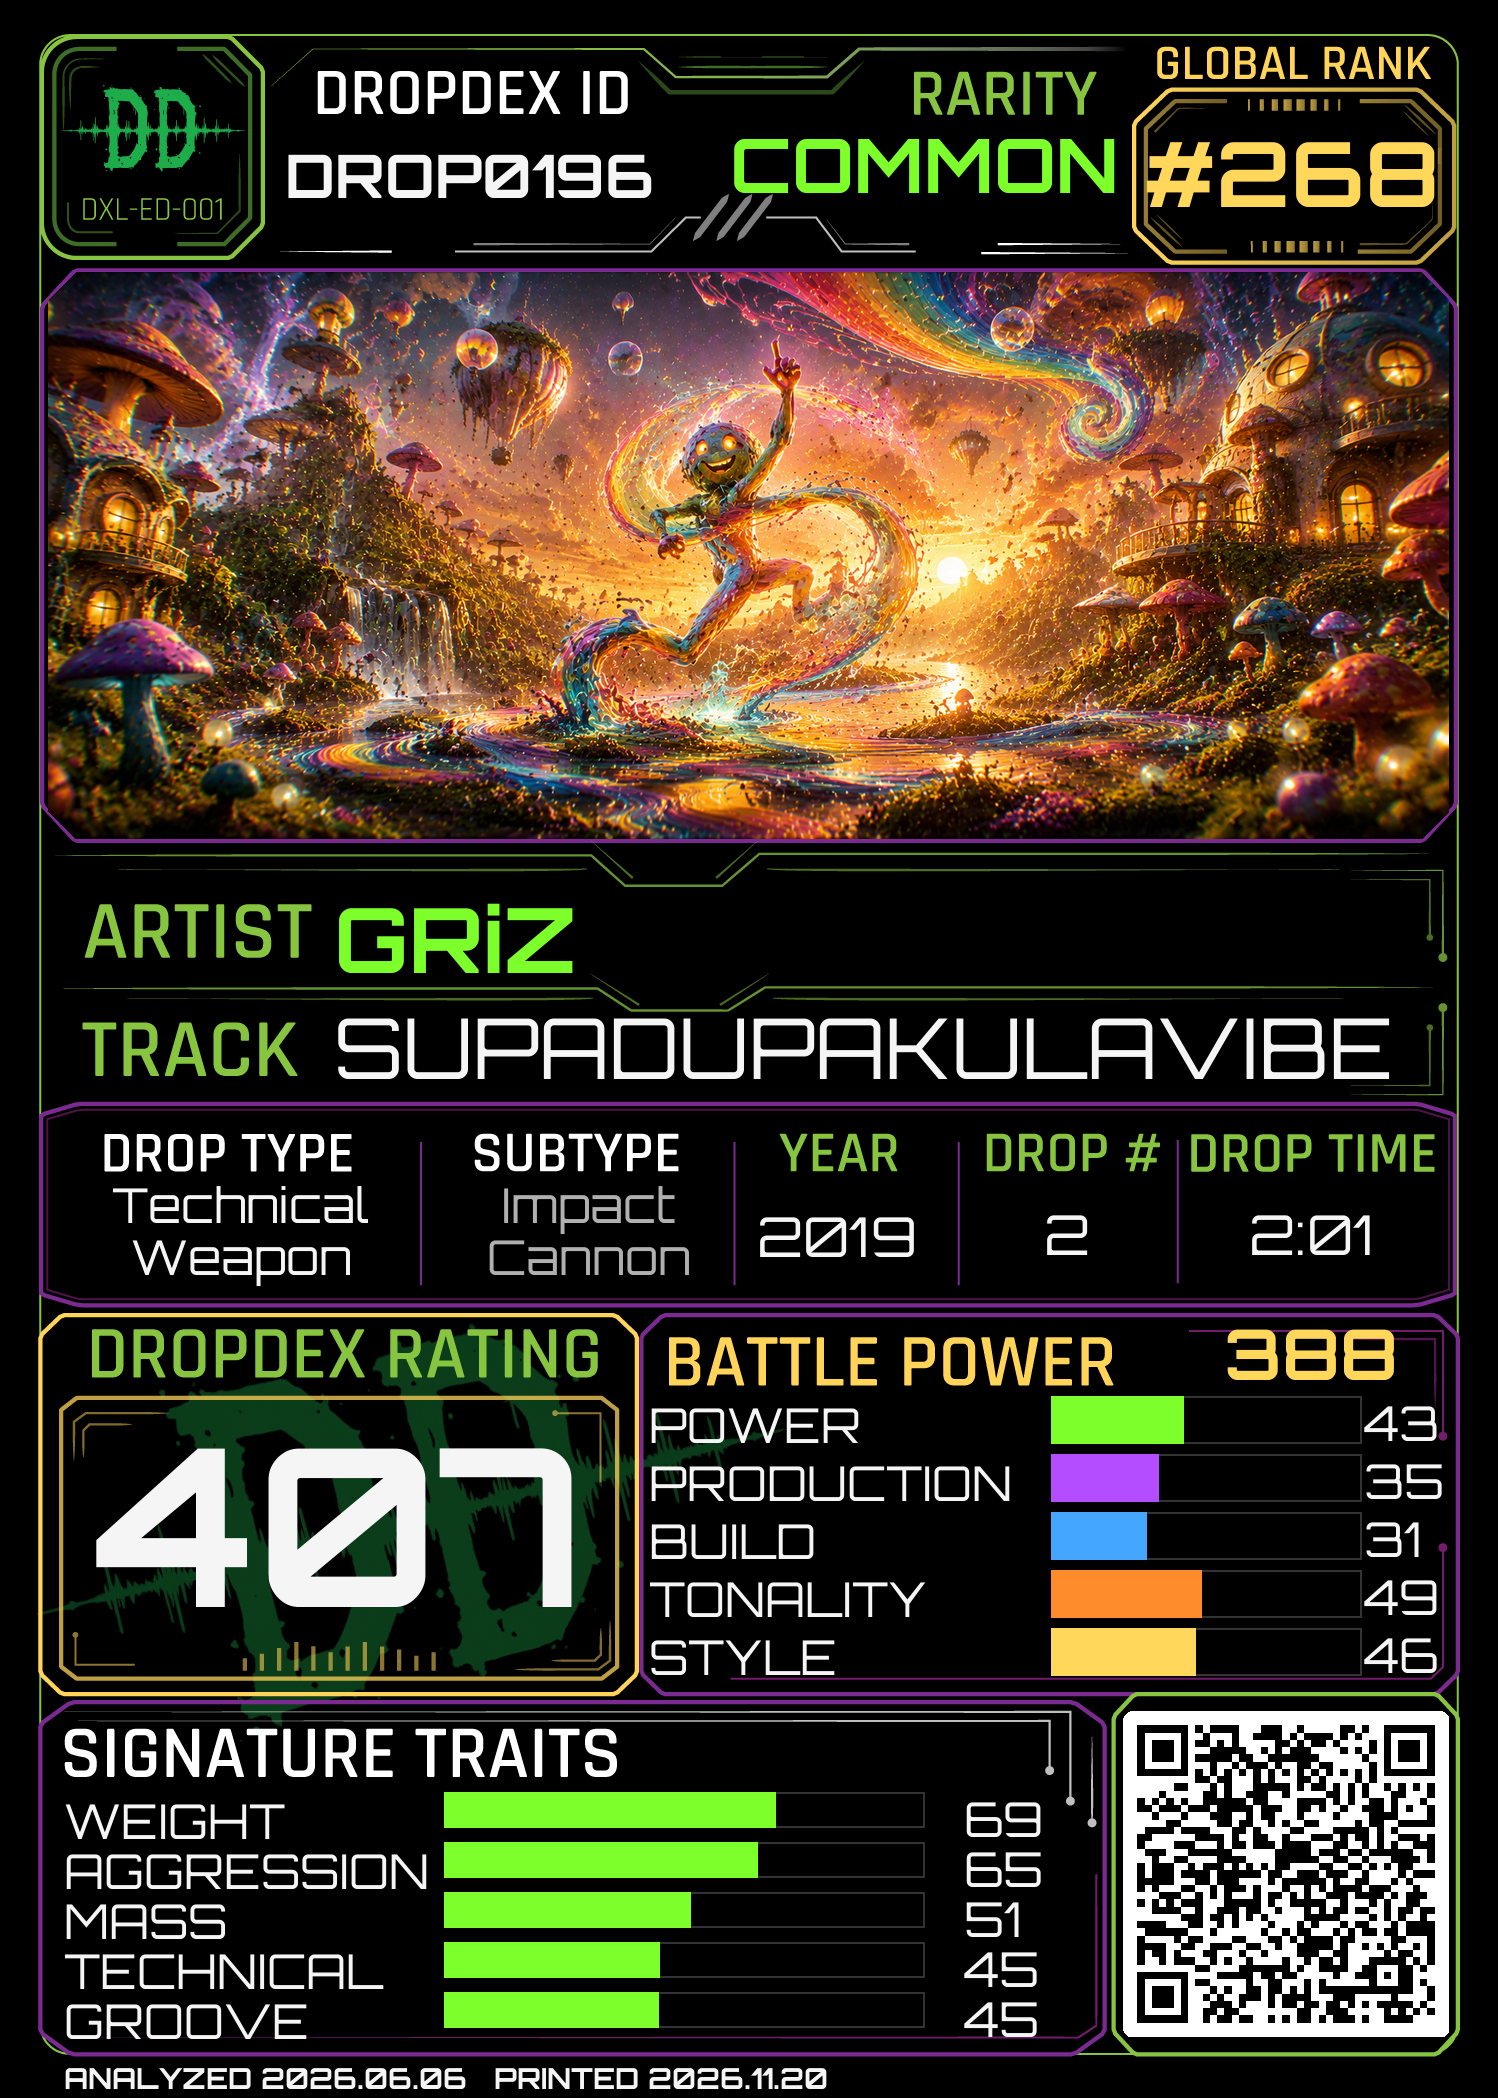 DD
DXL-ED-001
DROPDEX ID
DROP0196
RARITY
COMMON
GLOBAL RANK
#268
ARTIST GRiZ
TRACK SUPADUPAKULAVIBE
DROP TYPE
Technical
Weapon
SUBTYPE
Impact
Cannon
YEAR
2019
DROP #
2
DROP TIME
2:01
DROPDEX RATING
407
BATTLE POWER 388
POWER 43
PRODUCTION 35
BUILD 31
TONALITY 49
STYLE 46
SIGNATURE TRAITS
WEIGHT 69
AGGRESSION 65
MASS 51
TECHNICAL 45
GROOVE 45
ANALYZED 2026.06.06 PRINTED 2026.11.20